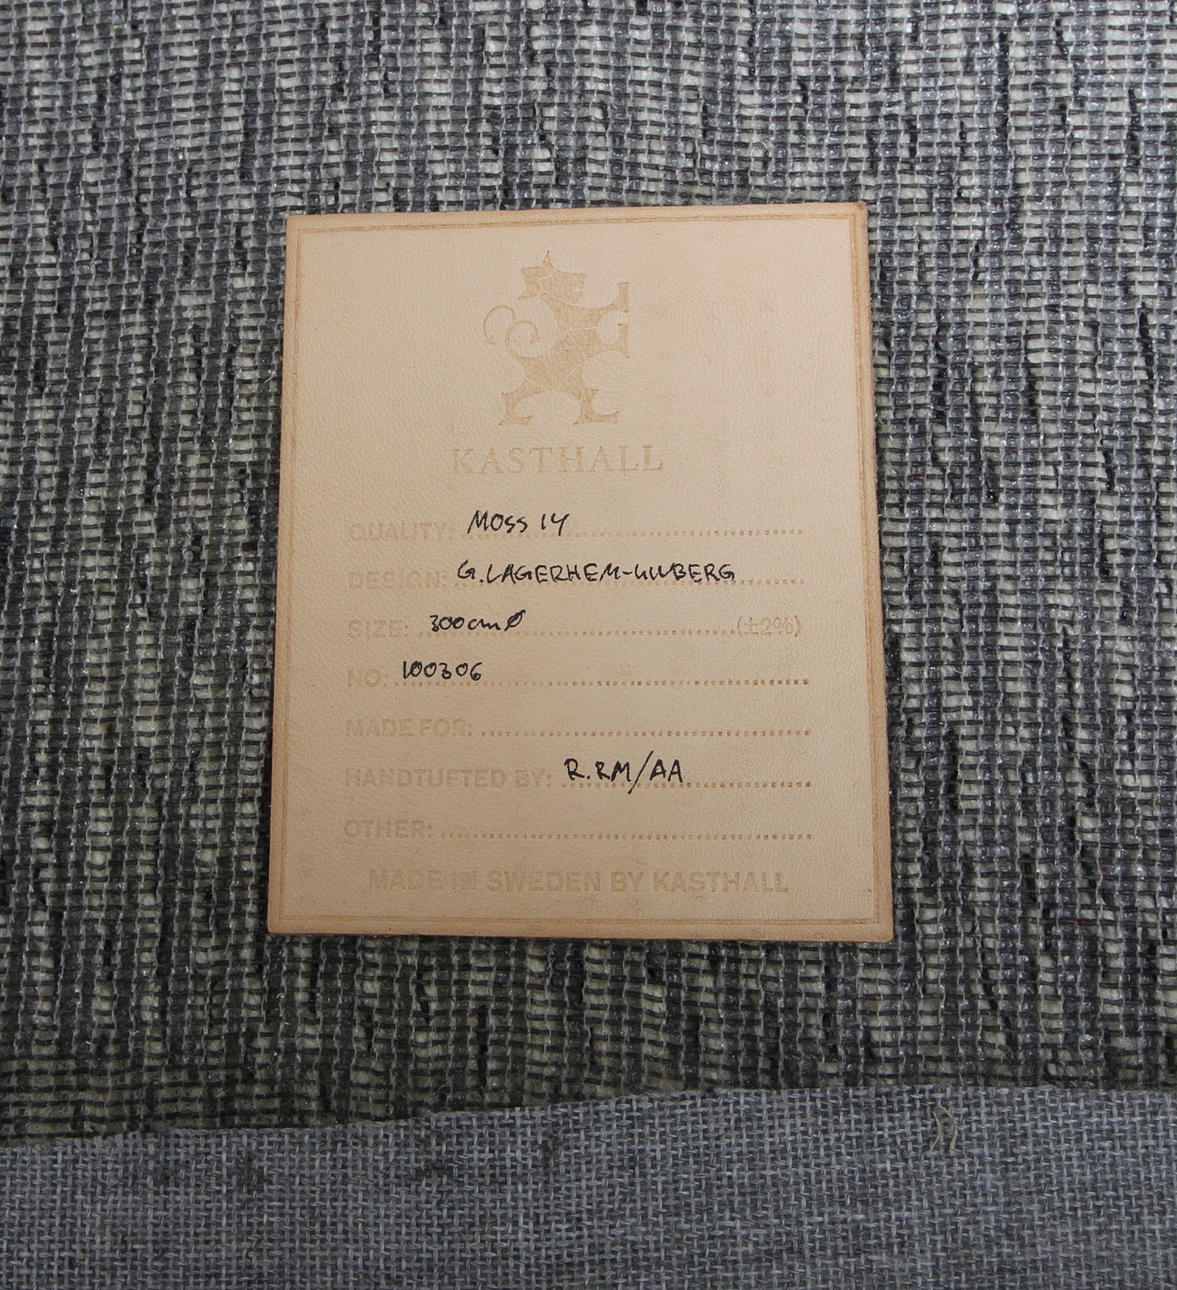 KASTHALL
QUALITY: MOSS 14
DESIGN: G.LAGERHEM-ULLBERG
SIZE: 300cmØ (±2%)
NO: 100306
MADE FOR:
HANDTUFTED BY: R.RM/AA
OTHER:
MADE IN SWEDEN BY KASTHALL